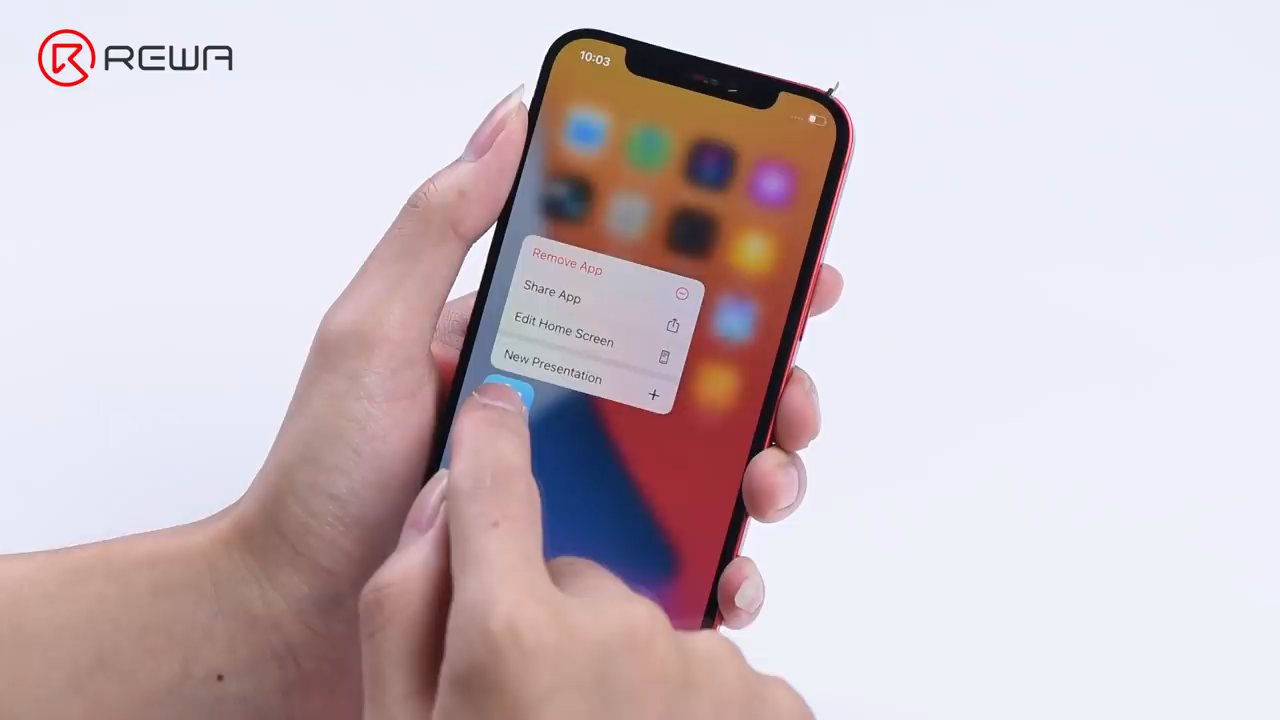 REWA
10:03
Remove App
Share App
Edit Home Screen
New Presentation